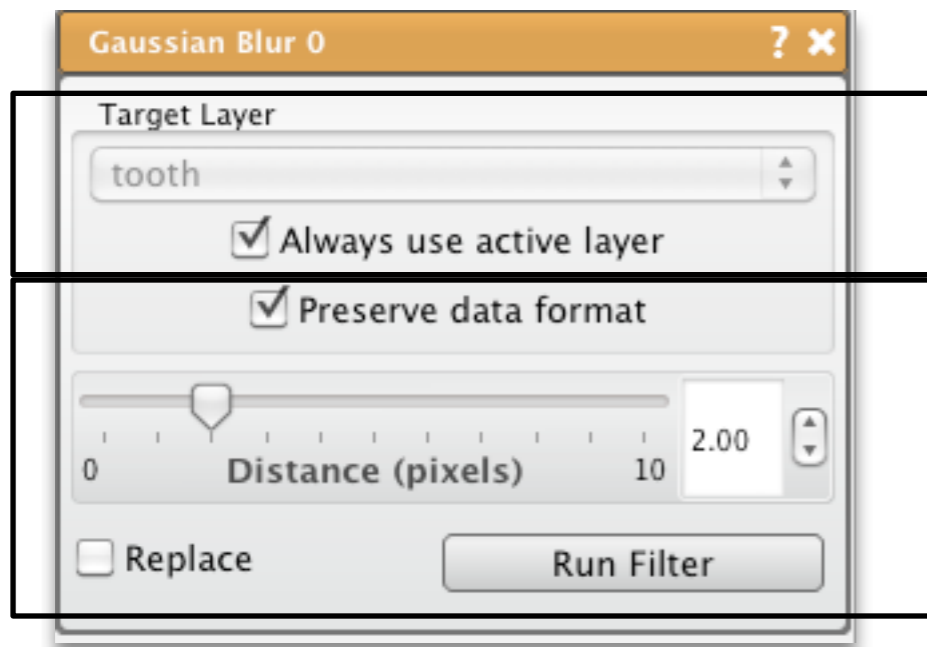 Gaussian Blur 0 ?
Target Layer
tooth
Always use active layer
Preserve data format
2.00
0 Distance (pixels) 10
Replace Run Filter